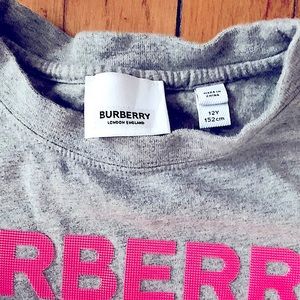 BURBERRY
LONDON ENGLAND
MADE IN
CHINA
12Y
152cm
RBERR